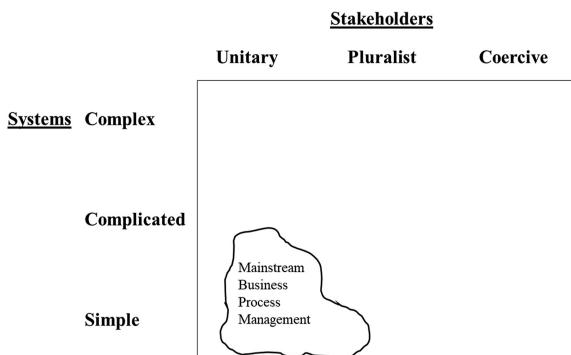 Stakeholders
Unitary Pluralist Coercive
Systems Complex
Complicated
Mainstream
Business
Process
Management
Simple